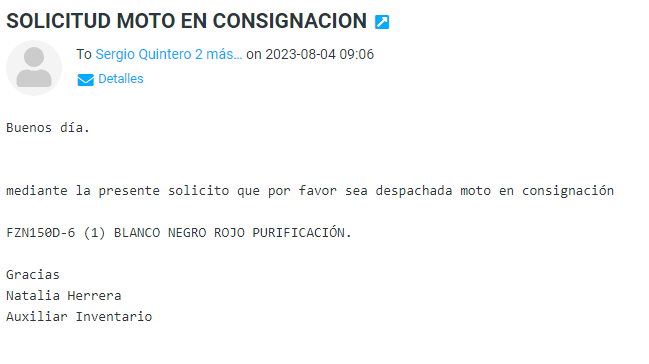 SOLICITUD MOTO EN CONSIGNACION
To Sergio Quintero 2 más… on 2023-08-04 09:06
Detalles
Buenos día.
mediante la presente solicito que por favor sea despachada moto en consignación
FZN150D-6 (1) BLANCO NEGRO ROJO PURIFICACIÓN.
Gracias
Natalia Herrera
Auxiliar Inventario